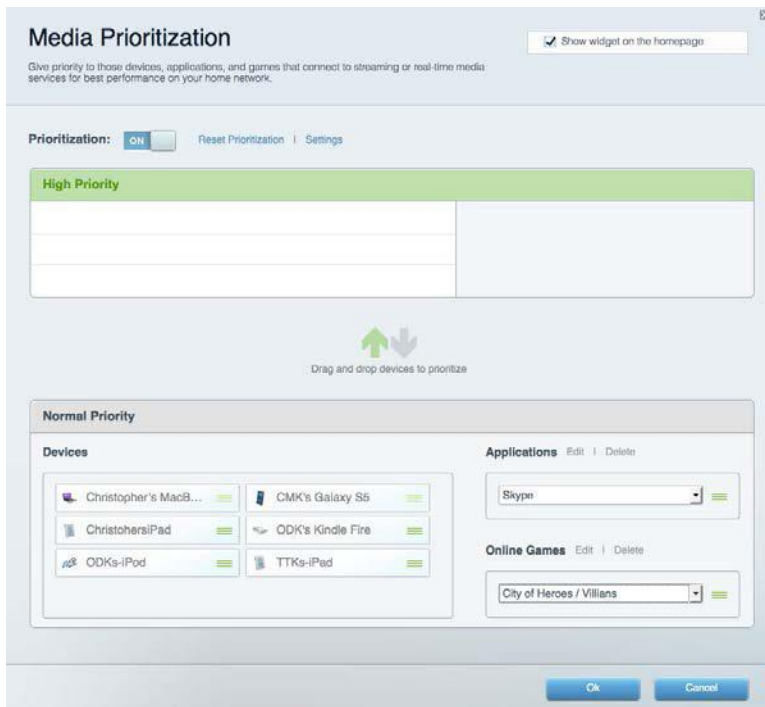 Media Prioritization
Show widget on the homepage
Give priority to those devices, applications, and games that connect to streaming or real-time media
services for best performance on your home network.
Prioritization: ON Reset Prioritization | Settings
High Priority
Drag and drop devices to prioritize
Normal Priority
Devices
Christopher's MacB...
CMK's Galaxy S5
ChristohersiPad
ODK's Kindle Fire
ODKs-iPod
TTKs-iPad
Applications Edit | Delete
Skype
Online Games Edit | Delete
City of Heroes / Villians
Ok
Cancel